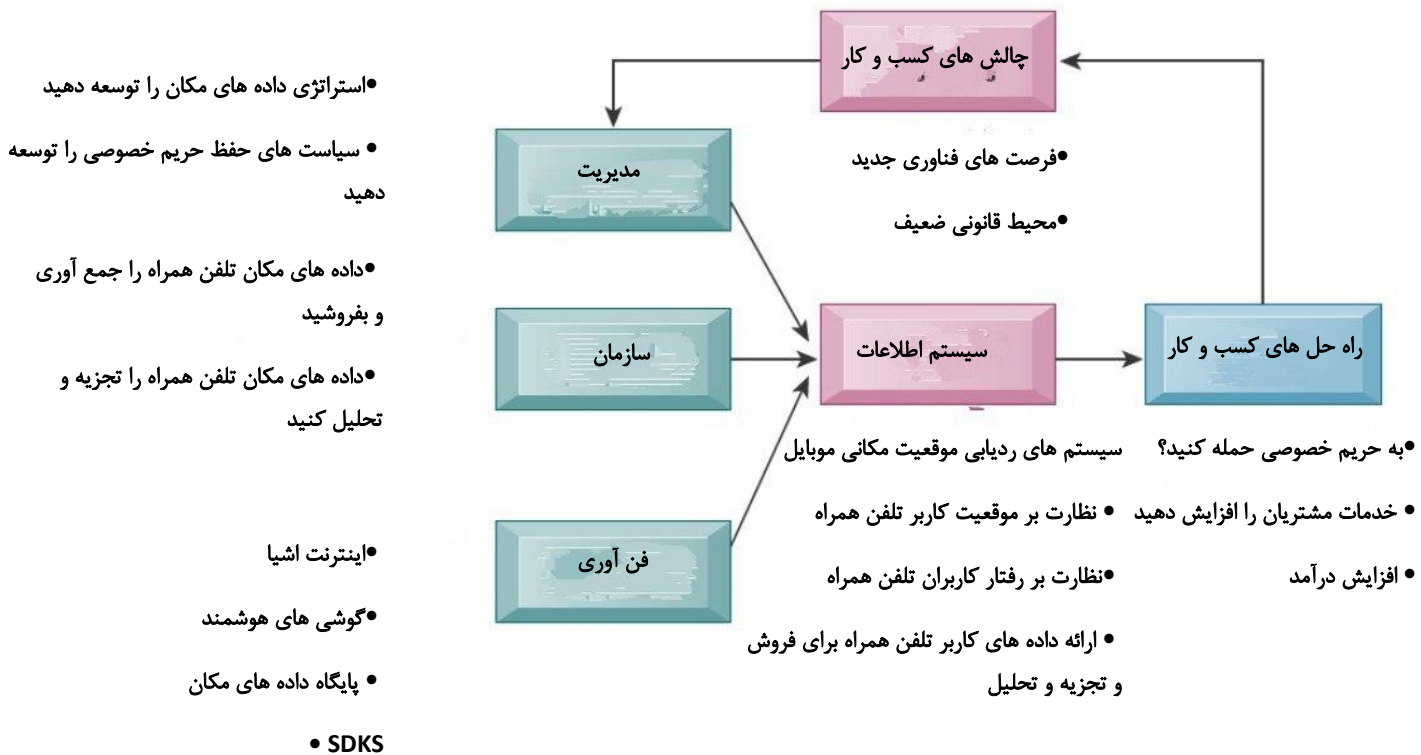 چالش های کسب و کار
•فرصت های فناوری جدید
•محیط قانونی ضعیف
مدیریت
•استراتژی داده های مکان را توسعه دهید
• سیاست های حفظ حریم خصوصی را توسعه
دهید
سازمان
•داده های مکان تلفن همراه را جمع آوری
و بفروشید
•داده های مکان تلفن همراه را تجزیه و
تحلیل کنید
فن آوری
•اینترنت اشیا
•گوشی های هوشمند
• پایگاه داده های مکان
• SDKS
سیستم اطلاعات
سیستم های ردیابی موقعیت مکانی موبایل
• نظارت بر موقعیت کاربر تلفن همراه
•نظارت بر رفتار کاربران تلفن همراه
• ارائه داده های کاربر تلفن همراه برای فروش
و تجزیه و تحلیل
راه حل های کسب و کار
•به حریم خصوصی حمله کنید؟
• خدمات مشتریان را افزایش دهید
• افزایش درآمد